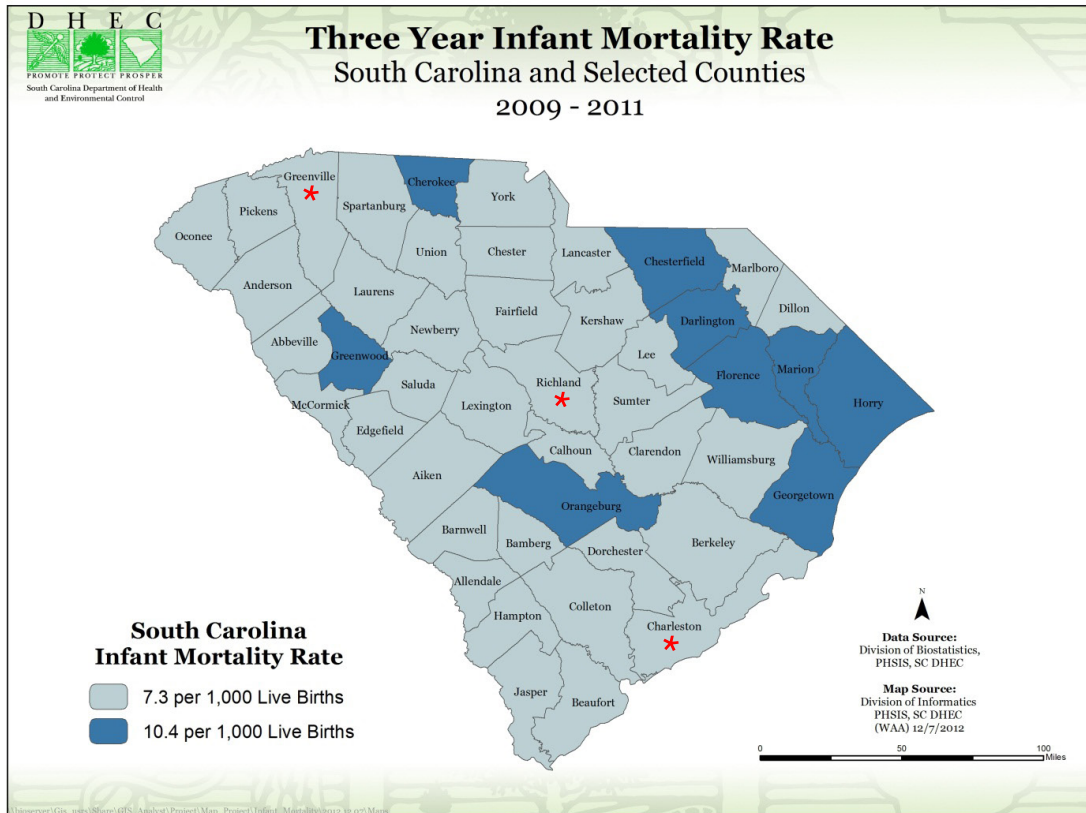 D H E C
PROMOTE PROTECT PROSPER
South Carolina Department of Health
and Environmental Control
Three Year Infant Mortality Rate
South Carolina and Selected Counties
2009 - 2011
Greenville
Cherokee
York
Pickens
Spartanburg
Oconee
Union
Chester
Lancaster
Chesterfield
Marlboro
Anderson
Laurens
Dillon
Fairfield
Kershaw
Darlington
Newberry
Abbeville
Greenwood
Lee
Marion
Florence
Richland
Saluda
McCormick
Lexington
Sumter
Horry
Edgefield
Calhoun
Clarendon
Williamsburg
Aiken
Georgetown
Orangeburg
Barnwell
Bamberg
Dorchester
Berkeley
Allendale
Hampton
Colleton
Charleston
Jasper
Beaufort
South Carolina
Infant Mortality Rate
7.3 per 1,000 Live Births
10.4 per 1,000 Live Births
N
Data Source:
Division of Biostatistics,
PHSIS, SC DHEC
Map Source:
Division of Informatics
PHSIS, SC DHEC
(WAA) 12/7/2012
0 50 100
Miles